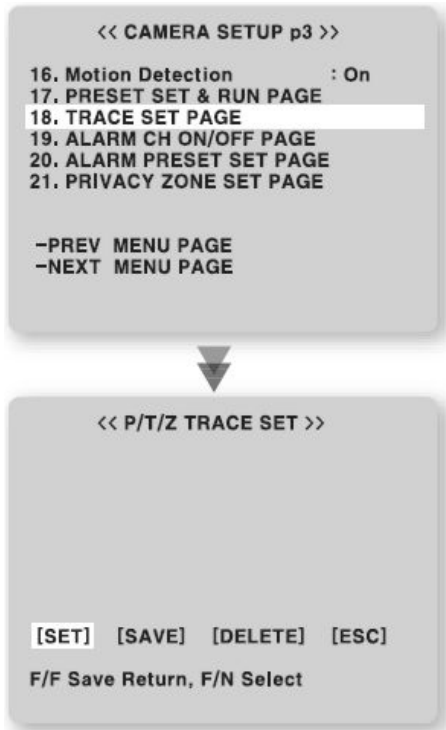 << CAMERA SETUP p3 >>
16. Motion Detection : On
17. PRESET SET & RUN PAGE
18. TRACE SET PAGE
19. ALARM CH ON/OFF PAGE
20. ALARM PRESET SET PAGE
21. PRIVACY ZONE SET PAGE
-PREV MENU PAGE
-NEXT MENU PAGE
<< P/T/Z TRACE SET >>
[SET] [SAVE] [DELETE] [ESC]
F/F Save Return, F/N Select